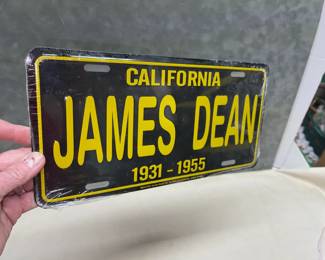 CALIFORNIA
JAMES DEAN
1931 - 1955